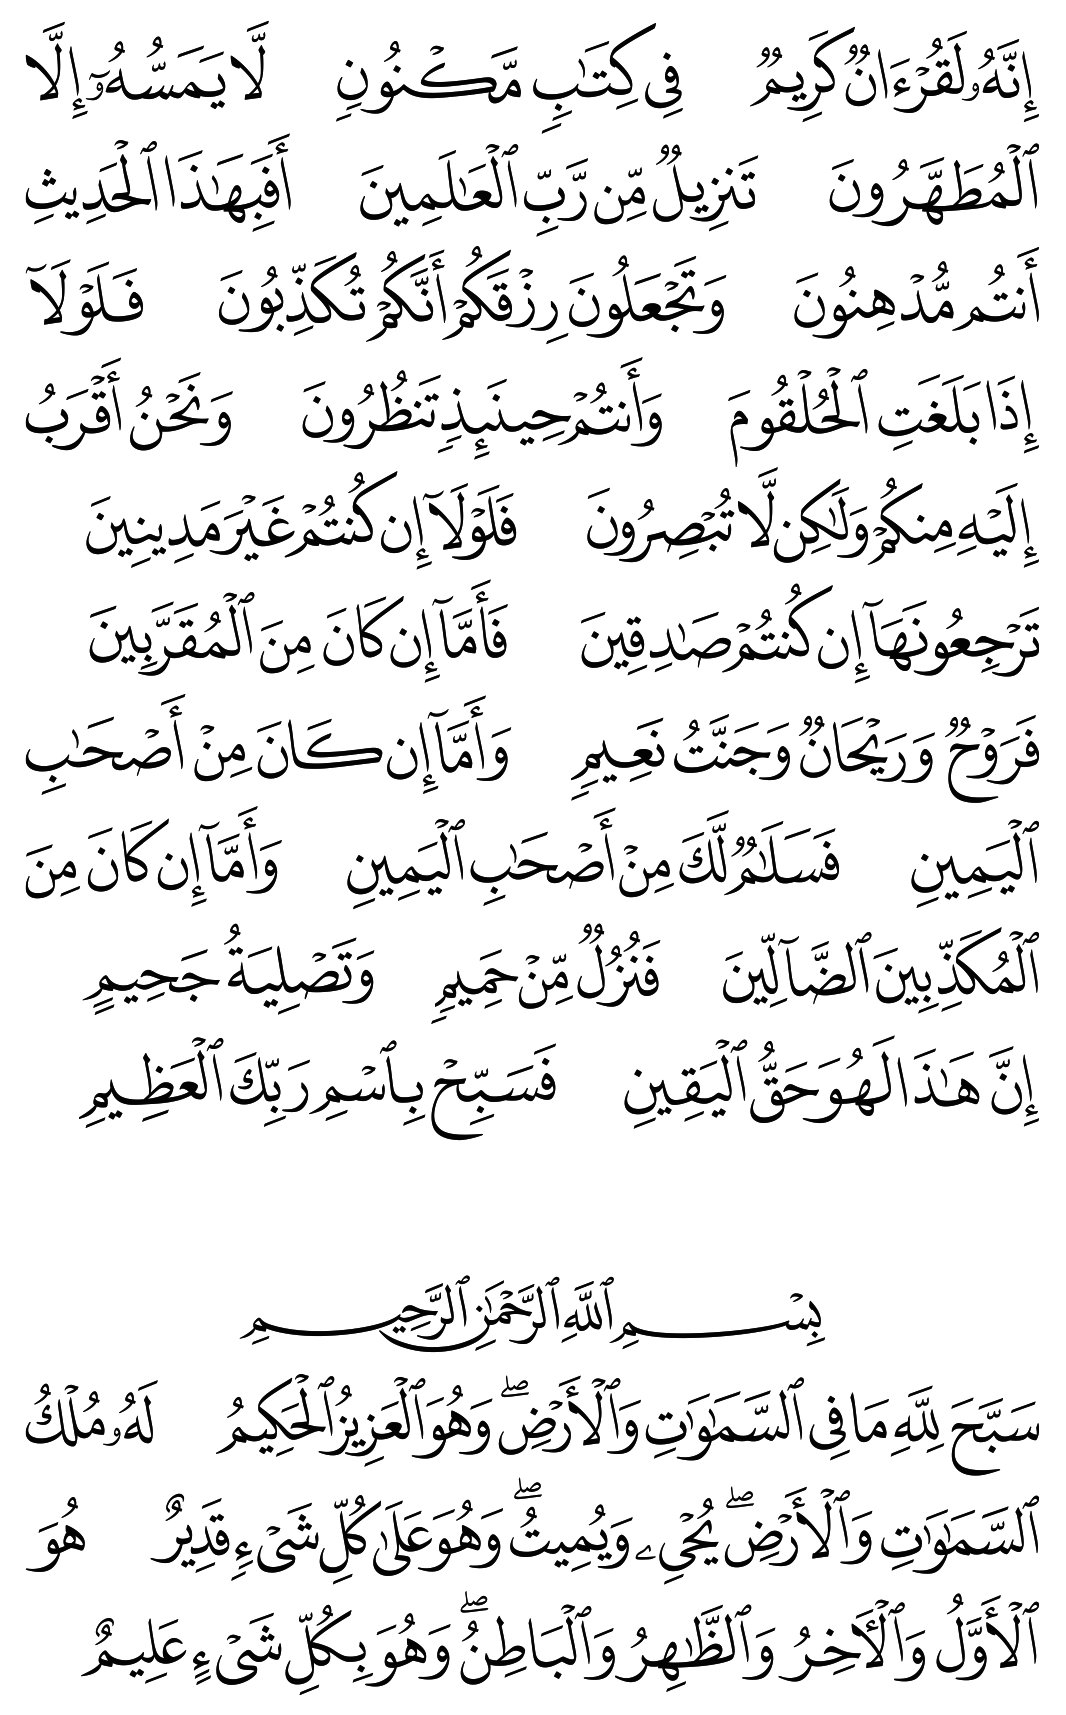 إِنَّهُۥ لَقُرْءَانٌ كَرِيمٌ فِى كِتَٰبٍ مَّكْنُونٍ لَّا يَمَسُّهُۥٓ إِلَّا
ٱلْمُطَهَّرُونَ تَنزِيلٌ مِّن رَّبِّ ٱلْعَٰلَمِينَ أَفَبِهَٰذَا ٱلْحَدِيثِ
أَنتُم مُّدْهِنُونَ وَتَجْعَلُونَ رِزْقَكُمْ أَنَّكُمْ تُكَذِّبُونَ فَلَوْلَآ
إِذَا بَلَغَتِ ٱلْحُلْقُومَ وَأَنتُمْ حِينَئِذٍ تَنظُرُونَ وَنَحْنُ أَقْرَبُ
إِلَيْهِ مِنكُمْ وَلَٰكِن لَّا تُبْصِرُونَ فَلَوْلَآ إِن كُنتُمْ غَيْرَ مَدِينِينَ
تَرْجِعُونَهَآ إِن كُنتُمْ صَٰدِقِينَ فَأَمَّآ إِن كَانَ مِنَ ٱلْمُقَرَّبِينَ
فَرَوْحٌ وَرَيْحَانٌ وَجَنَّتُ نَعِيمٍ وَأَمَّآ إِن كَانَ مِنْ أَصْحَٰبِ
ٱلْيَمِينِ فَسَلَٰمٌ لَّكَ مِنْ أَصْحَٰبِ ٱلْيَمِينِ وَأَمَّآ إِن كَانَ مِنَ
ٱلْمُكَذِّبِينَ ٱلضَّآلِّينَ فَنُزُلٌ مِّنْ حَمِيمٍ وَتَصْلِيَةُ جَحِيمٍ
إِنَّ هَٰذَا لَهُوَ حَقُّ ٱلْيَقِينِ فَسَبِّحْ بِٱسْمِ رَبِّكَ ٱلْعَظِيمِ
بِسْمِ ٱللَّهِ ٱلرَّحْمَٰنِ ٱلرَّحِيمِ
سَبَّحَ لِلَّهِ مَا فِى ٱلسَّمَٰوَٰتِ وَٱلْأَرْضِ ۖ وَهُوَ ٱلْعَزِيزُ ٱلْحَكِيمُ لَهُۥ مُلْكُ
ٱلسَّمَٰوَٰتِ وَٱلْأَرْضِ ۖ يُحْىِۦ وَيُمِيتُ ۖ وَهُوَ عَلَىٰ كُلِّ شَىْءٍ قَدِيرٌ هُوَ
ٱلْأَوَّلُ وَٱلْءَاخِرُ وَٱلظَّٰهِرُ وَٱلْبَاطِنُ ۖ وَهُوَ بِكُلِّ شَىْءٍ عَلِيمٌ